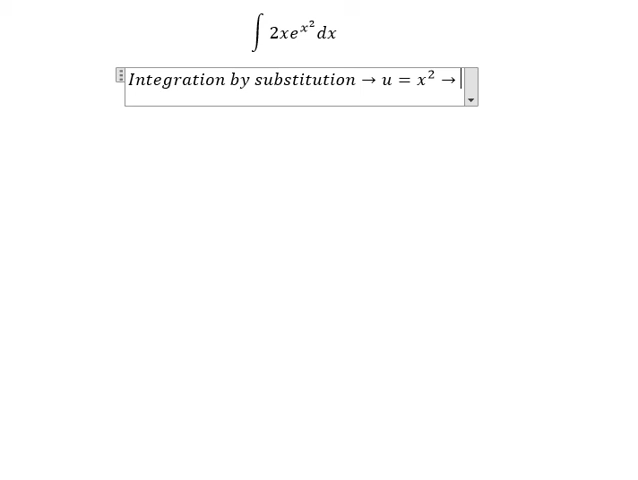 ∫ 2xe^{x^2} dx
Integration by substitution → u = x^2 →